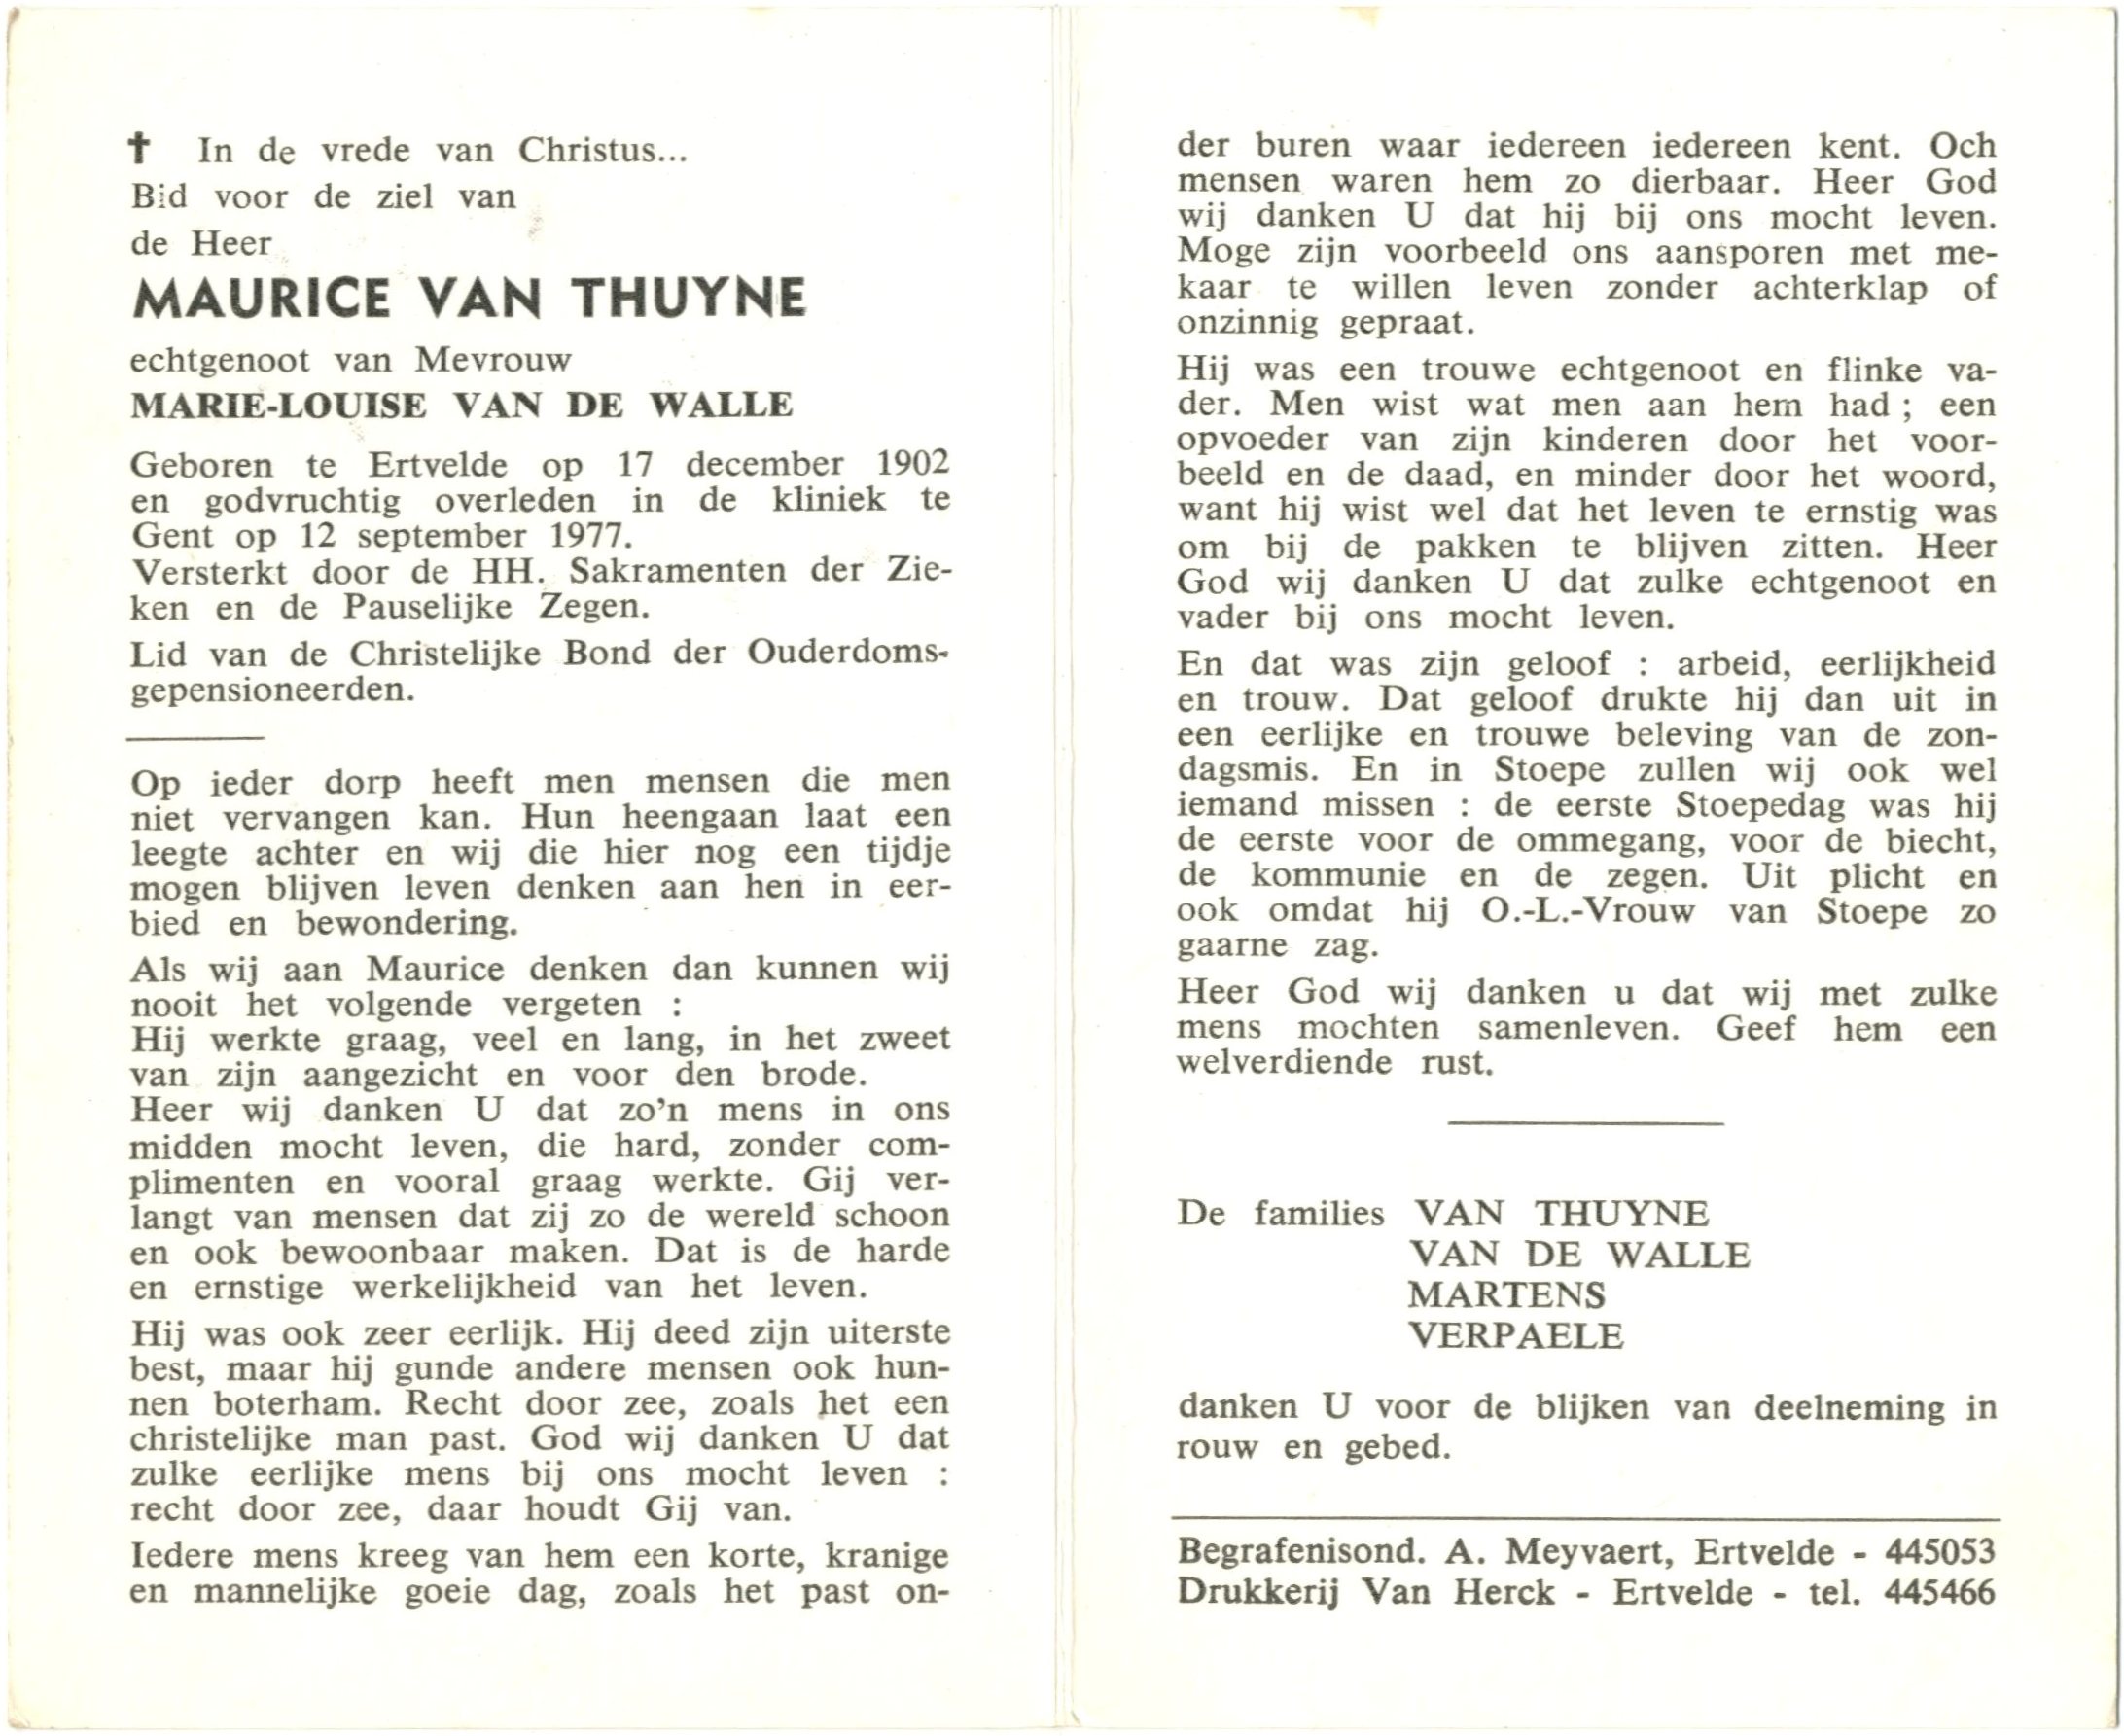 ✝ In de vrede van Christus...
Bid voor de ziel van
de Heer
MAURICE VAN THUYNE
echtgenoot van Mevrouw
MARIE-LOUISE VAN DE WALLE
Geboren te Ertvelde op 17 december 1902
en godvruchtig overleden in de kliniek te
Gent op 12 september 1977.
Versterkt door de HH. Sakramenten der Zie-
ken en de Pauselijke Zegen.
Lid van de Christelijke Bond der Ouderdoms-
gepensioneerden.
Op ieder dorp heeft men mensen die men
niet vervangen kan. Hun heengaan laat een
leegte achter en wij die hier nog een tijdje
mogen blijven leven denken aan hen in eer-
bied en bewondering.
Als wij aan Maurice denken dan kunnen wij
nooit het volgende vergeten :
Hij werkte graag, veel en lang, in het zweet
van zijn aangezicht en voor den brode.
Heer wij danken U dat zo'n mens in ons
midden mocht leven, die hard, zonder com-
plimenten en vooral graag werkte. Gij ver-
langt van mensen dat zij zo de wereld schoon
en ook bewoonbaar maken. Dat is de harde
en ernstige werkelijkheid van het leven.
Hij was ook zeer eerlijk. Hij deed zijn uiterste
best, maar hij gunde andere mensen ook hun-
nen boterham. Recht door zee, zoals het een
christelijke man past. God wij danken U dat
zulke eerlijke mens bij ons mocht leven :
recht door zee, daar houdt Gij van.
Iedere mens kreeg van hem een korte, kranige
en mannelijke goeie dag, zoals het past on-
der buren waar iedereen iedereen kent. Och
mensen waren hem zo dierbaar. Heer God
wij danken U dat hij bij ons mocht leven.
Moge zijn voorbeeld ons aansporen met me-
kaar te willen leven zonder achterklap of
onzinnig gepraat.
Hij was een trouwe echtgenoot en flinke va-
der. Men wist wat men aan hem had ; een
opvoeder van zijn kinderen door het voor-
beeld en de daad, en minder door het woord,
want hij wist wel dat het leven te ernstig was
om bij de pakken te blijven zitten. Heer
God wij danken U dat zulke echtgenoot en
vader bij ons mocht leven.
En dat was zijn geloof : arbeid, eerlijkheid
en trouw. Dat geloof drukte hij dan uit in
een eerlijke en trouwe beleving van de zon-
dagsmis. En in Stoepe zullen wij ook wel
iemand missen : de eerste Stoepedag was hij
de eerste voor de ommegang, voor de biecht,
de kommunie en de zegen. Uit plicht en
ook omdat hij O.-L.-Vrouw van Stoepe zo
gaarne zag.
Heer God wij danken u dat wij met zulke
mens mochten samenleven. Geef hem een
welverdiende rust.
De families VAN THUYNE
VAN DE WALLE
MARTENS
VERPAELE
danken U voor de blijken van deelneming in
rouw en gebed.
Begrafenisond. A. Meyvaert, Ertvelde - 445053
Drukkerij Van Herck - Ertvelde - tel. 445466